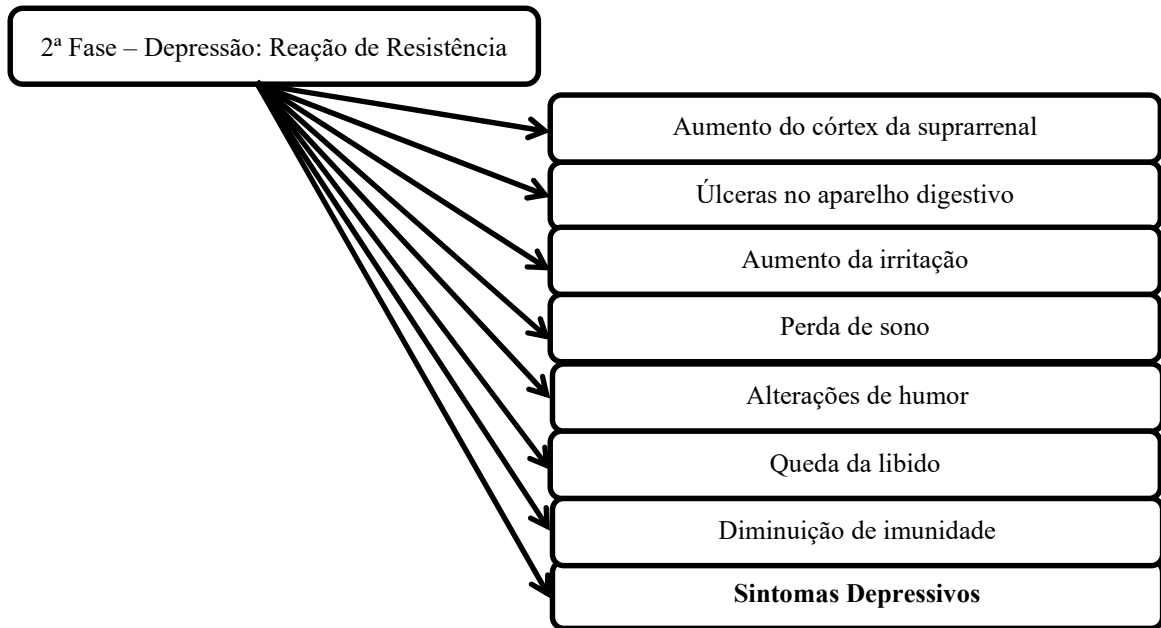 2ª Fase – Depressão: Reação de Resistência
Aumento do córtex da suprarrenal
Úlceras no aparelho digestivo
Aumento da irritação
Perda de sono
Alterações de humor
Queda da libido
Diminuição de imunidade
Sintomas Depressivos